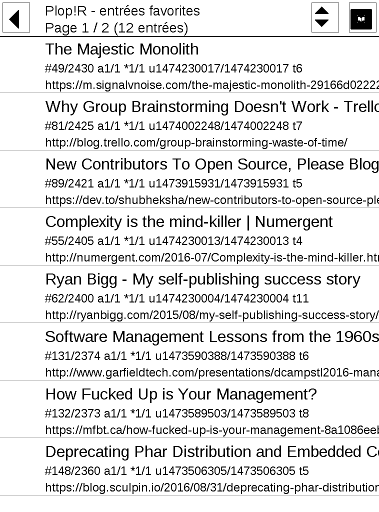 Plop!R - entrées favorites
Page 1 / 2 (12 entrées)
The Majestic Monolith
#49/2430 a1/1 *1/1 u1474230017/1474230017 t6
https://m.signalvnoise.com/the-majestic-monolith-29166d02222
Why Group Brainstorming Doesn't Work - Trello
#81/2425 a1/1 *1/1 u1474002248/1474002248 t7
http://blog.trello.com/group-brainstorming-waste-of-time/
New Contributors To Open Source, Please Blog
#89/2421 a1/1 *1/1 u1473915931/1473915931 t5
https://dev.to/shubheksha/new-contributors-to-open-source-ple
Complexity is the mind-killer | Numergent
#55/2405 a1/1 *1/1 u1474230013/1474230013 t4
http://numergent.com/2016-07/Complexity-is-the-mind-killer.htm
Ryan Bigg - My self-publishing success story
#62/2400 a1/1 *1/1 u1474230004/1474230004 t11
http://ryanbigg.com/2015/08/my-self-publishing-success-story/
Software Management Lessons from the 1960s
#131/2374 a1/1 *1/1 u1473590388/1473590388 t6
http://www.garfieldtech.com/presentations/dcampstl2016-mana
How Fucked Up is Your Management?
#132/2373 a1/1 *1/1 u1473589503/1473589503 t8
https://mfbt.ca/how-fucked-up-is-your-management-8a1086eeb
Deprecating Phar Distribution and Embedded C
#148/2360 a1/1 *1/1 u1473506305/1473506305 t5
https://blog.sculpin.io/2016/08/31/deprecating-phar-distribution